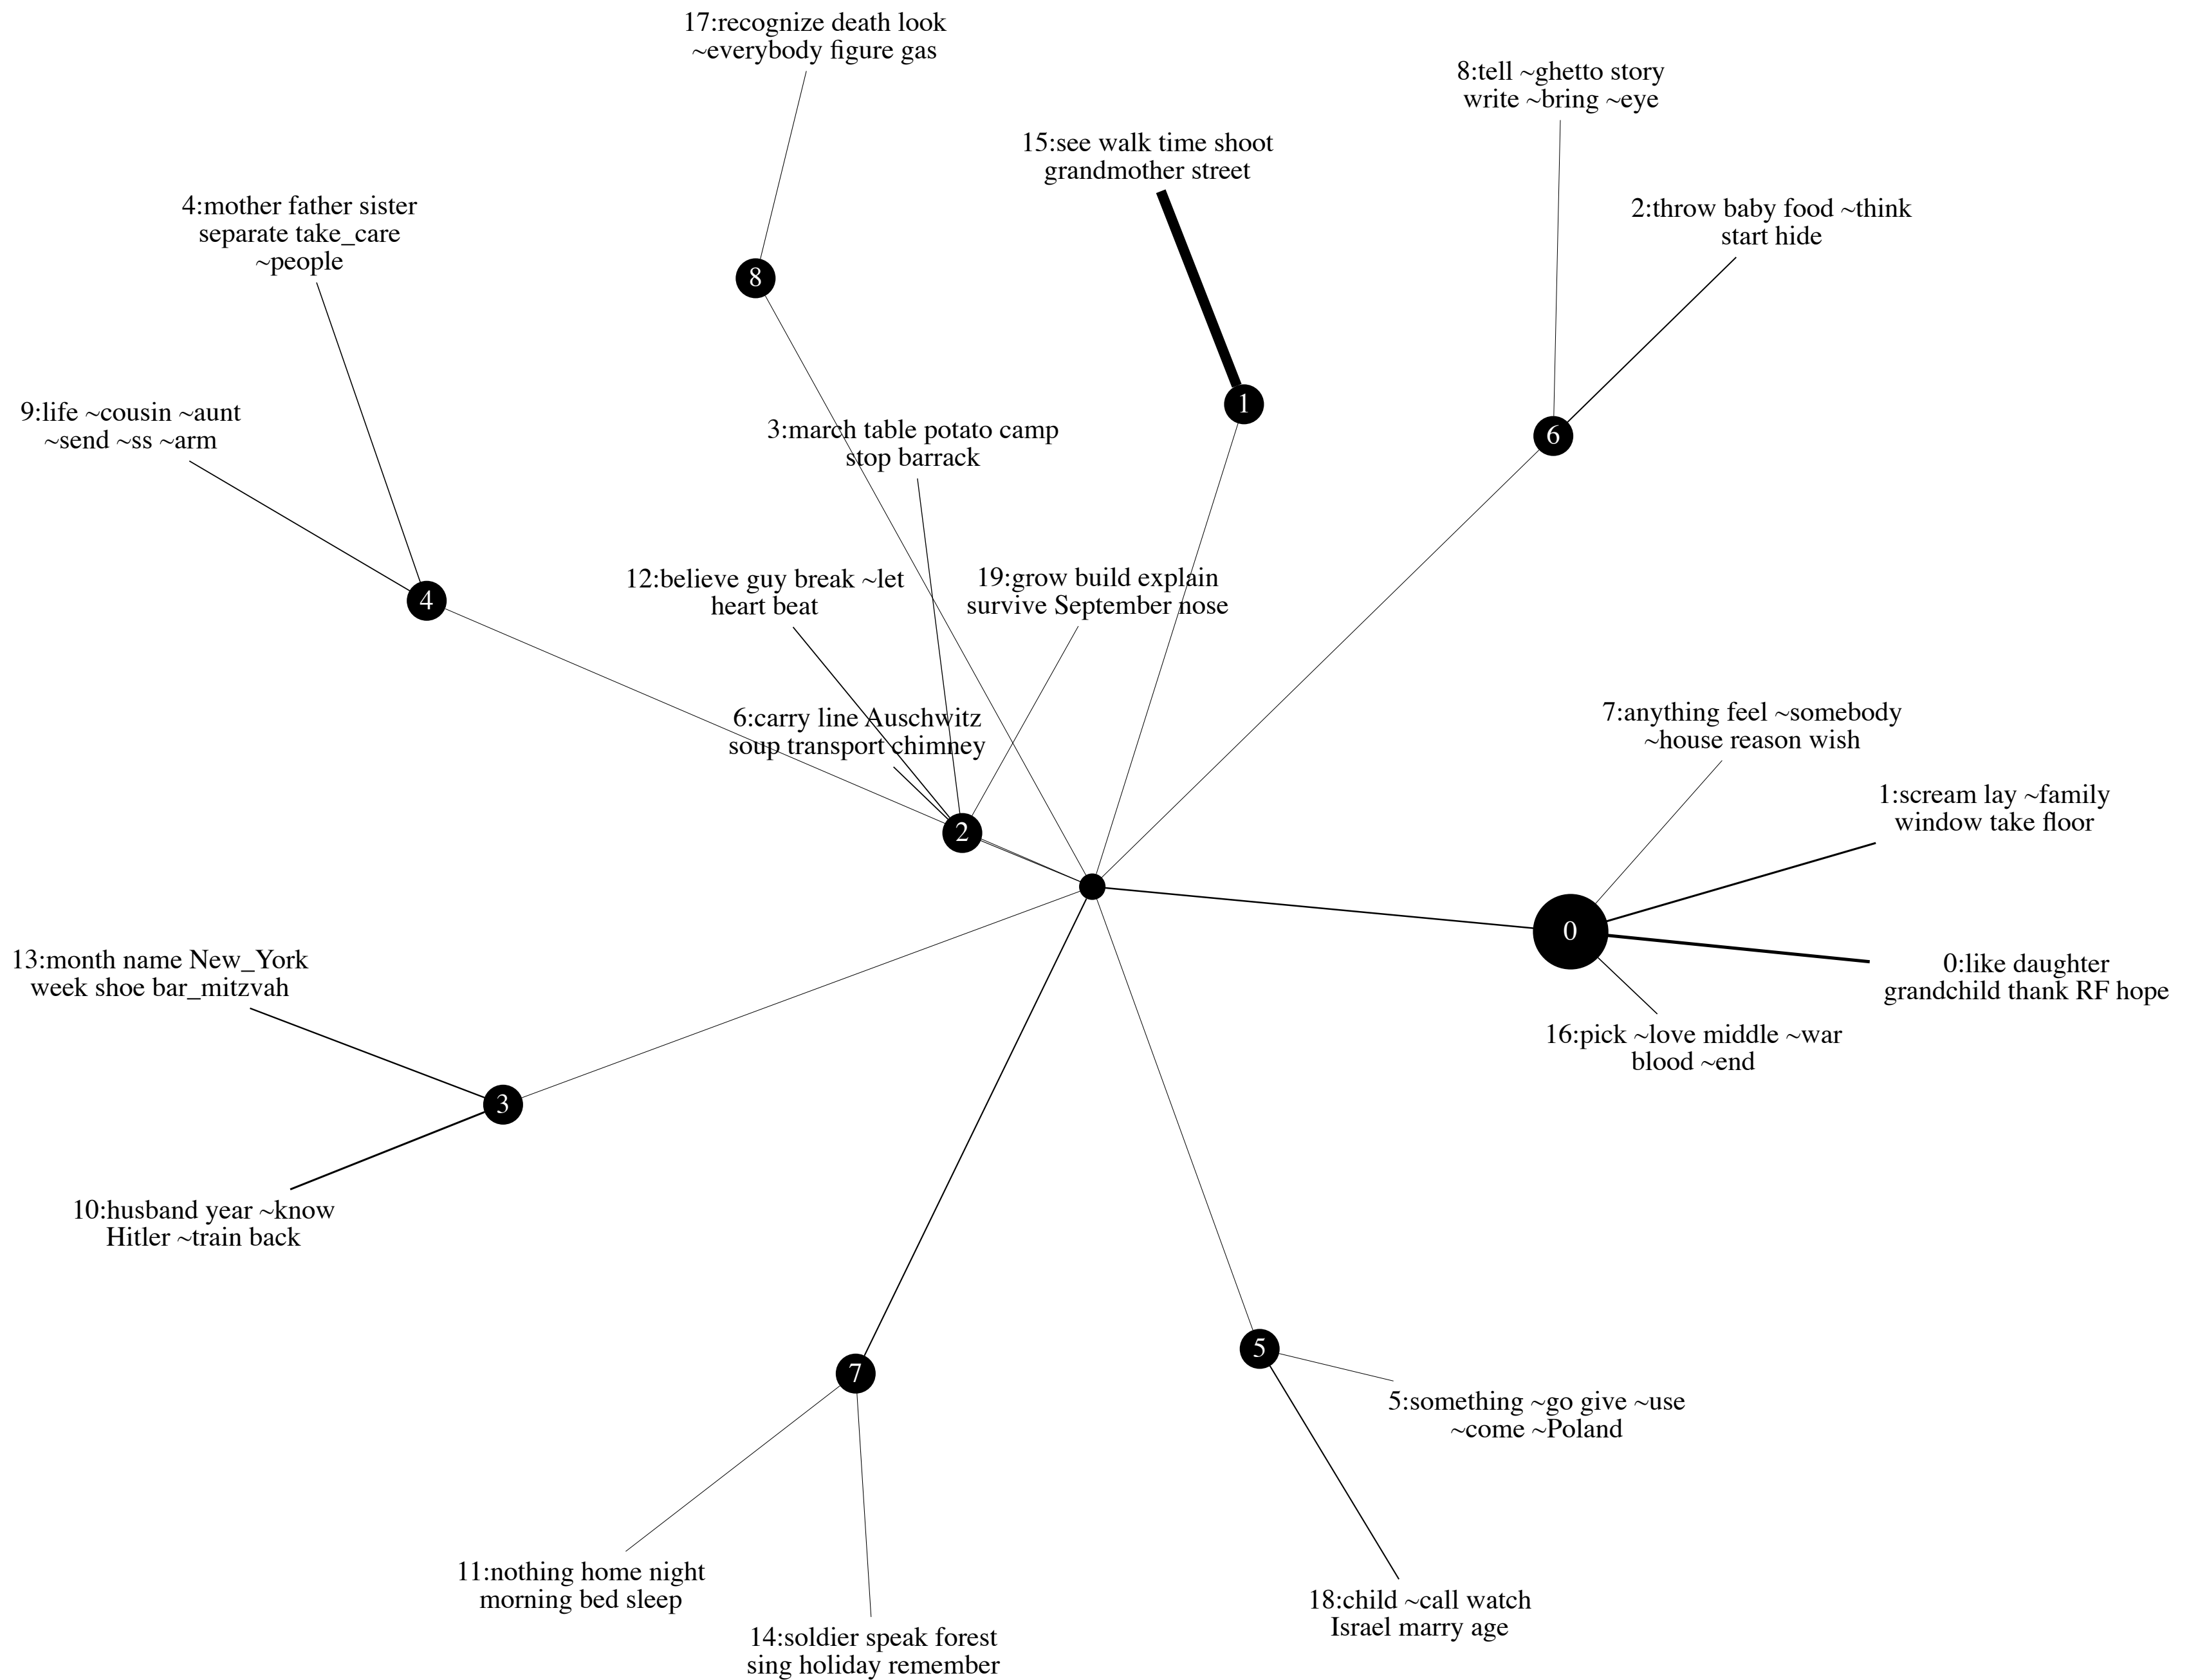 17:recognize death look
~everybody figure gas
8:tell ~ghetto story
write ~bring ~eye
15:see walk time shoot
grandmother street
4:mother father sister
separate take_care
~people
2:throw baby food ~think
start hide
8
1
9:life ~cousin ~aunt
~send ~ss ~arm
3:march table potato camp
stop barrack
6
12:believe guy break ~let
heart beat
19:grow build explain
survive September nose
4
6:carry line Auschwitz
soup transport chimney
7:anything feel ~somebody
~house reason wish
1:scream lay ~family
window take floor
2
0
13:month name New_York
week shoe bar_mitzvah
0:like daughter
grandchild thank RF hope
16:pick ~love middle ~war
blood ~end
3
10:husband year ~know
Hitler ~train back
5
7
5:something ~go give ~use
~come ~Poland
11:nothing home night
morning bed sleep
18:child ~call watch
Israel marry age
14:soldier speak forest
sing holiday remember